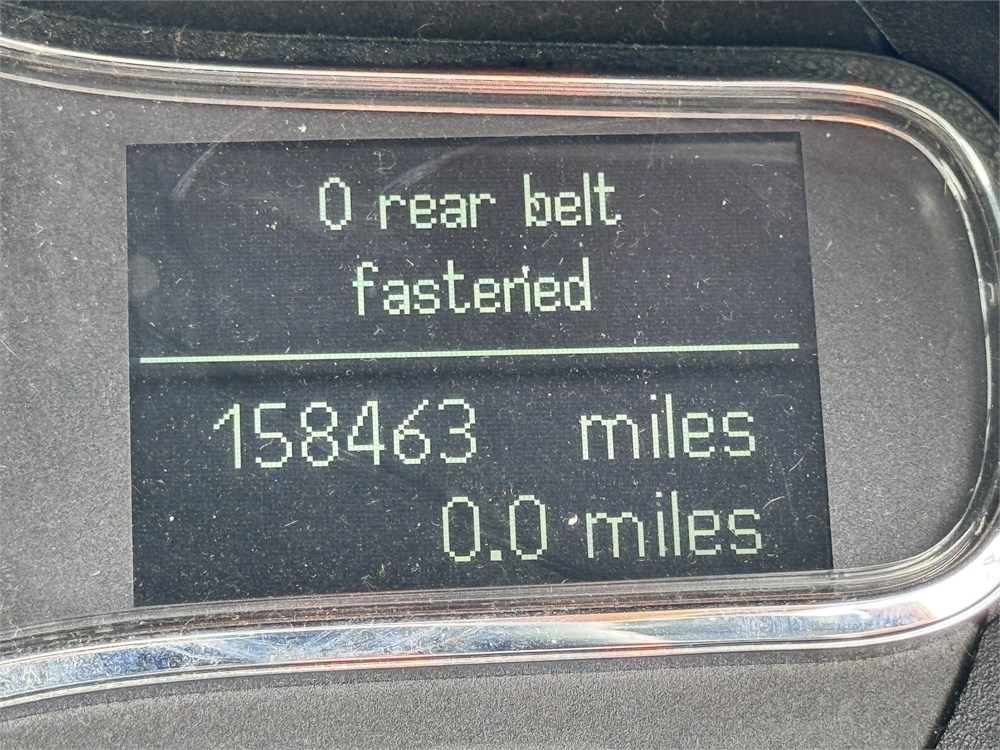 0 rear belt
fastened
158463 miles
0.0 miles